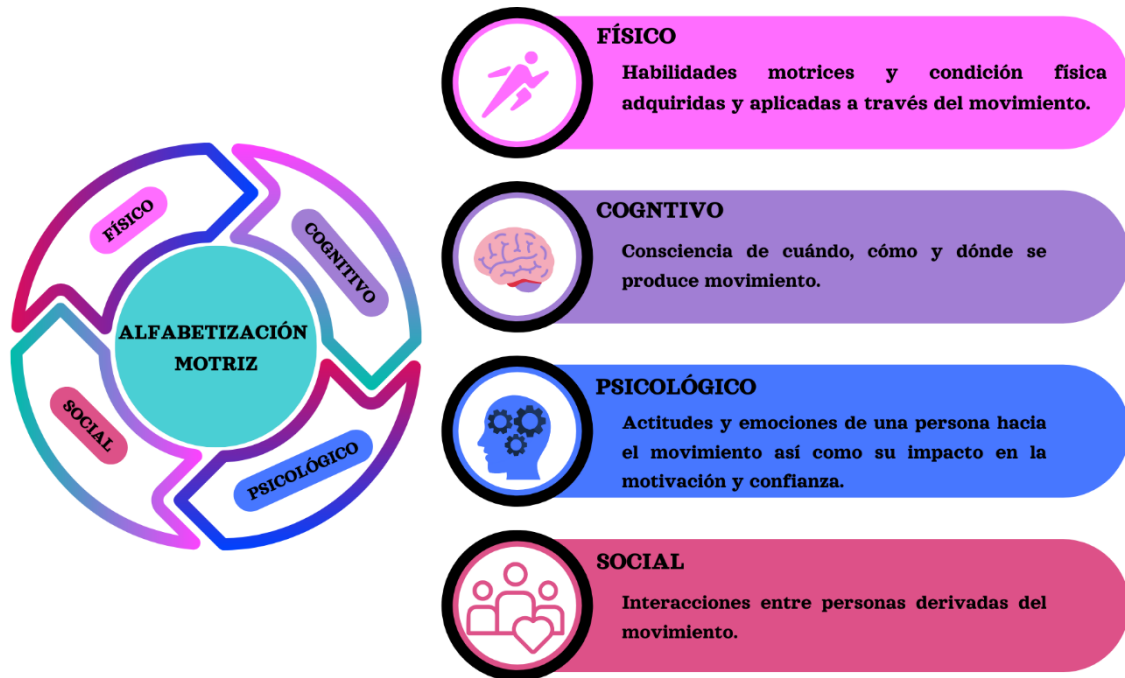 FÍSICO
COGNITIVO
ALFABETIZACIÓN
MOTRIZ
SOCIAL
PSICOLÓGICO
FÍSICO
Habilidades motrices y condición física
adquiridas y aplicadas a través del movimiento.
COGNTIVO
Consciencia de cuándo, cómo y dónde se
produce movimiento.
PSICOLÓGICO
Actitudes y emociones de una persona hacia
el movimiento así como su impacto en la
motivación y confianza.
SOCIAL
Interacciones entre personas derivadas del
movimiento.